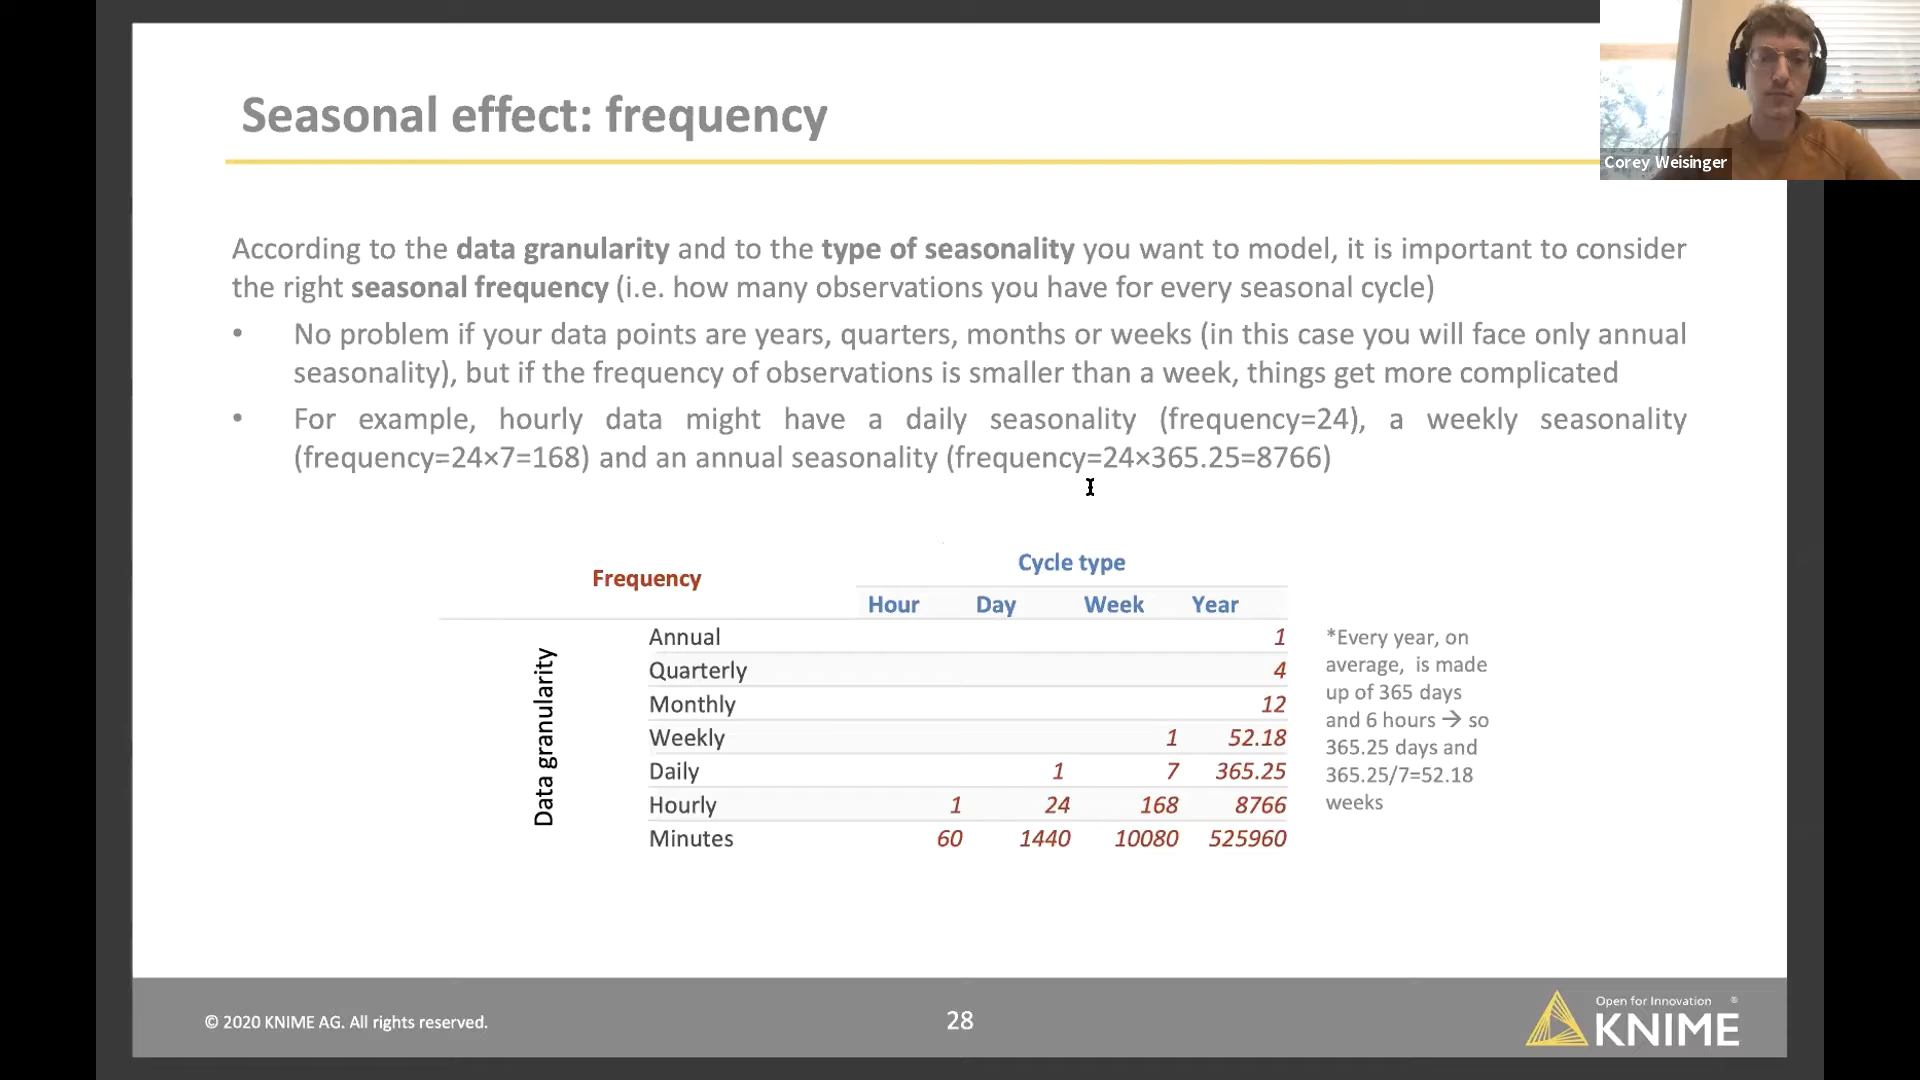 Seasonal effect: frequency
Corey Weisinger
According to the data granularity and to the type of seasonality you want to model, it is important to consider
the right seasonal frequency (i.e. how many observations you have for every seasonal cycle)
• No problem if your data points are years, quarters, months or weeks (in this case you will face only annual
seasonality), but if the frequency of observations is smaller than a week, things get more complicated
• For example, hourly data might have a daily seasonality (frequency=24), a weekly seasonality
(frequency=24×7=168) and an annual seasonality (frequency=24×365.25=8766)
Frequency
Cycle type
Hour Day Week Year
Data granularity
Annual 1
Quarterly 4
Monthly 12
Weekly 1 52.18
Daily 1 7 365.25
Hourly 1 24 168 8766
Minutes 60 1440 10080 525960
*Every year, on
average, is made
up of 365 days
and 6 hours → so
365.25 days and
365.25/7=52.18
weeks
© 2020 KNIME AG. All rights reserved.
28
Open for Innovation ®
KNIME